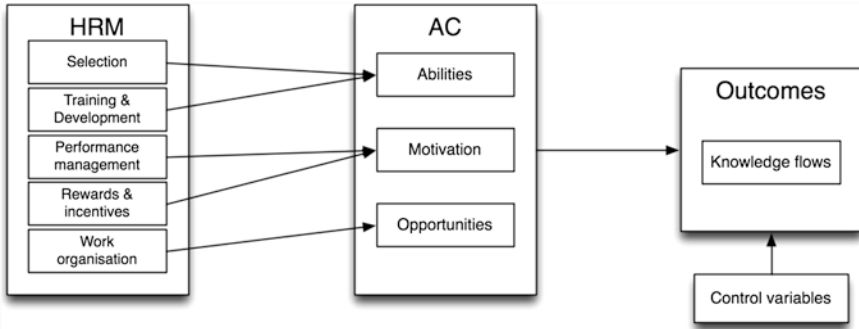 HRM
Selection
Training &
Development
Performance
management
Rewards &
incentives
Work
organisation
AC
Abilities
Motivation
Opportunities
Outcomes
Knowledge flows
Control variables